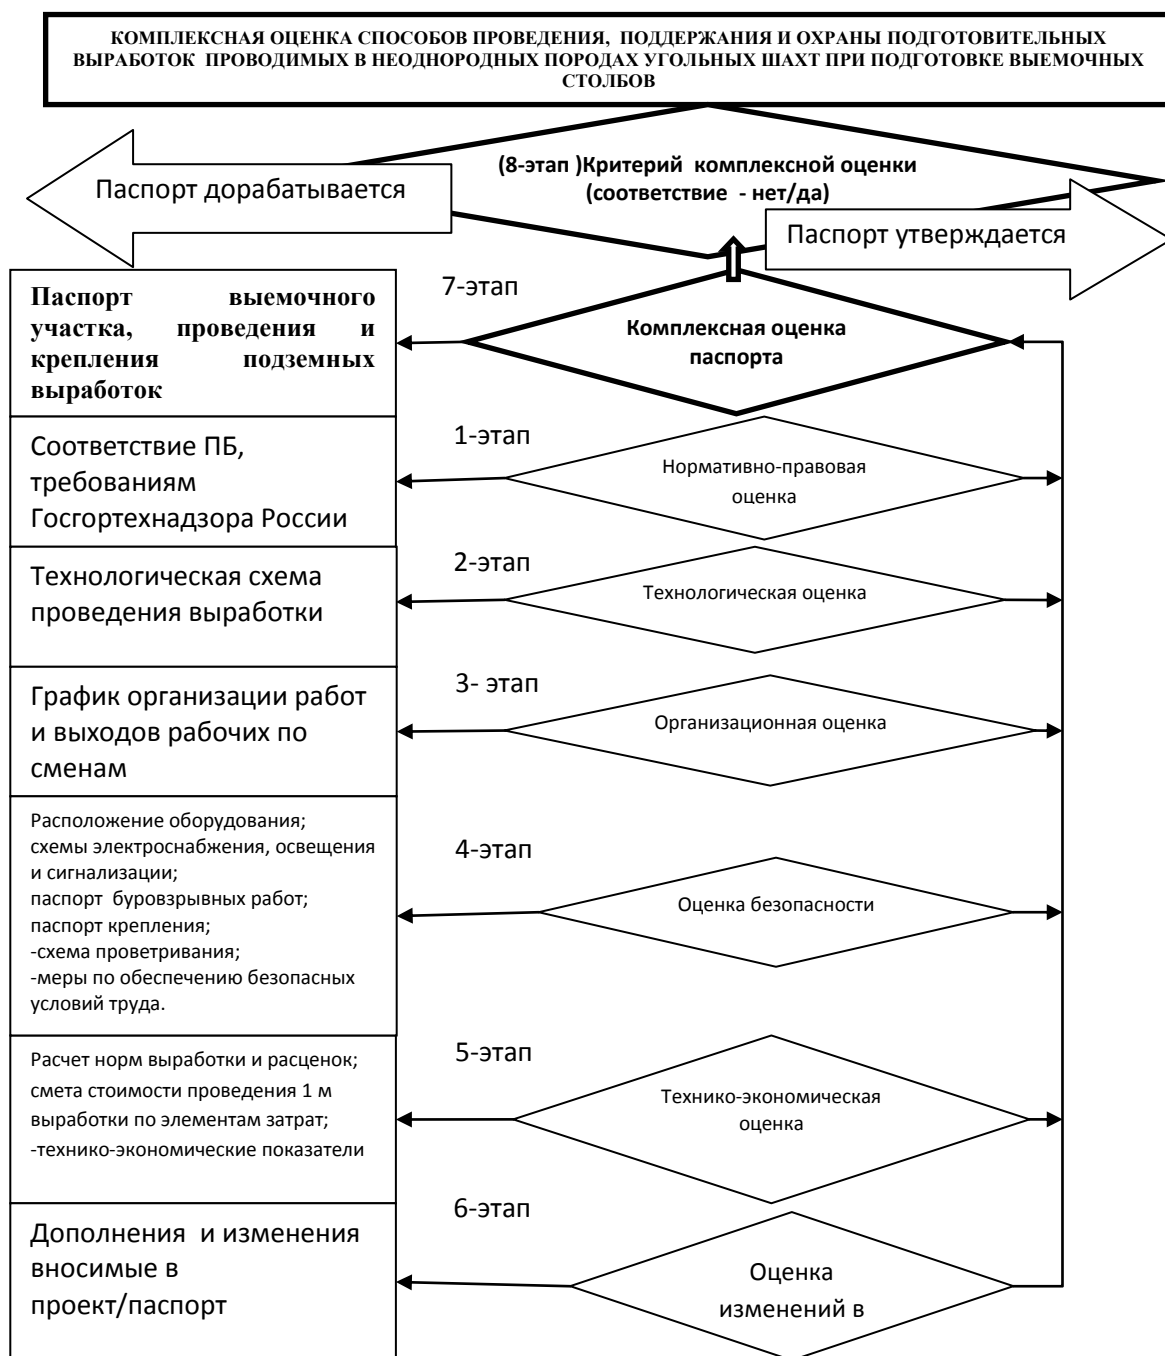 КОМПЛЕКСНАЯ ОЦЕНКА СПОСОБОВ ПРОВЕДЕНИЯ, ПОДДЕРЖАНИЯ И ОХРАНЫ ПОДГОТОВИТЕЛЬНЫХ
ВЫРАБОТОК ПРОВОДИМЫХ В НЕОДНОРОДНЫХ ПОРОДАХ УГОЛЬНЫХ ШАХТ ПРИ ПОДГОТОВКЕ ВЫЕМОЧНЫХ
СТОЛБОВ
(8-этап )Критерий комплексной оценки
(соответствие - нет/да)
Паспорт дорабатывается
Паспорт утверждается
7-этап
Паспорт выемочного
участка, проведения и
крепления подземных
выработок
Комплексная оценка
паспорта
1-этап
Соответствие ПБ,
требованиям
Госгортехнадзора России
Нормативно-правовая
оценка
2-этап
Технологическая схема
проведения выработки
Технологическая оценка
3- этап
График организации работ
и выходов рабочих по
сменам
Организационная оценка
4-этап
Расположение оборудования;
схемы электроснабжения, освещения
и сигнализации;
паспорт буровзрывных работ;
паспорт крепления;
-схема проветривания;
-меры по обеспечению безопасных
условий труда.
Оценка безопасности
5-этап
Расчет норм выработки и расценок;
смета стоимости проведения 1 м
выработки по элементам затрат;
-технико-экономические показатели
Технико-экономическая
оценка
6-этап
Дополнения и изменения
вносимые в
проект/паспорт
Оценка
изменений в